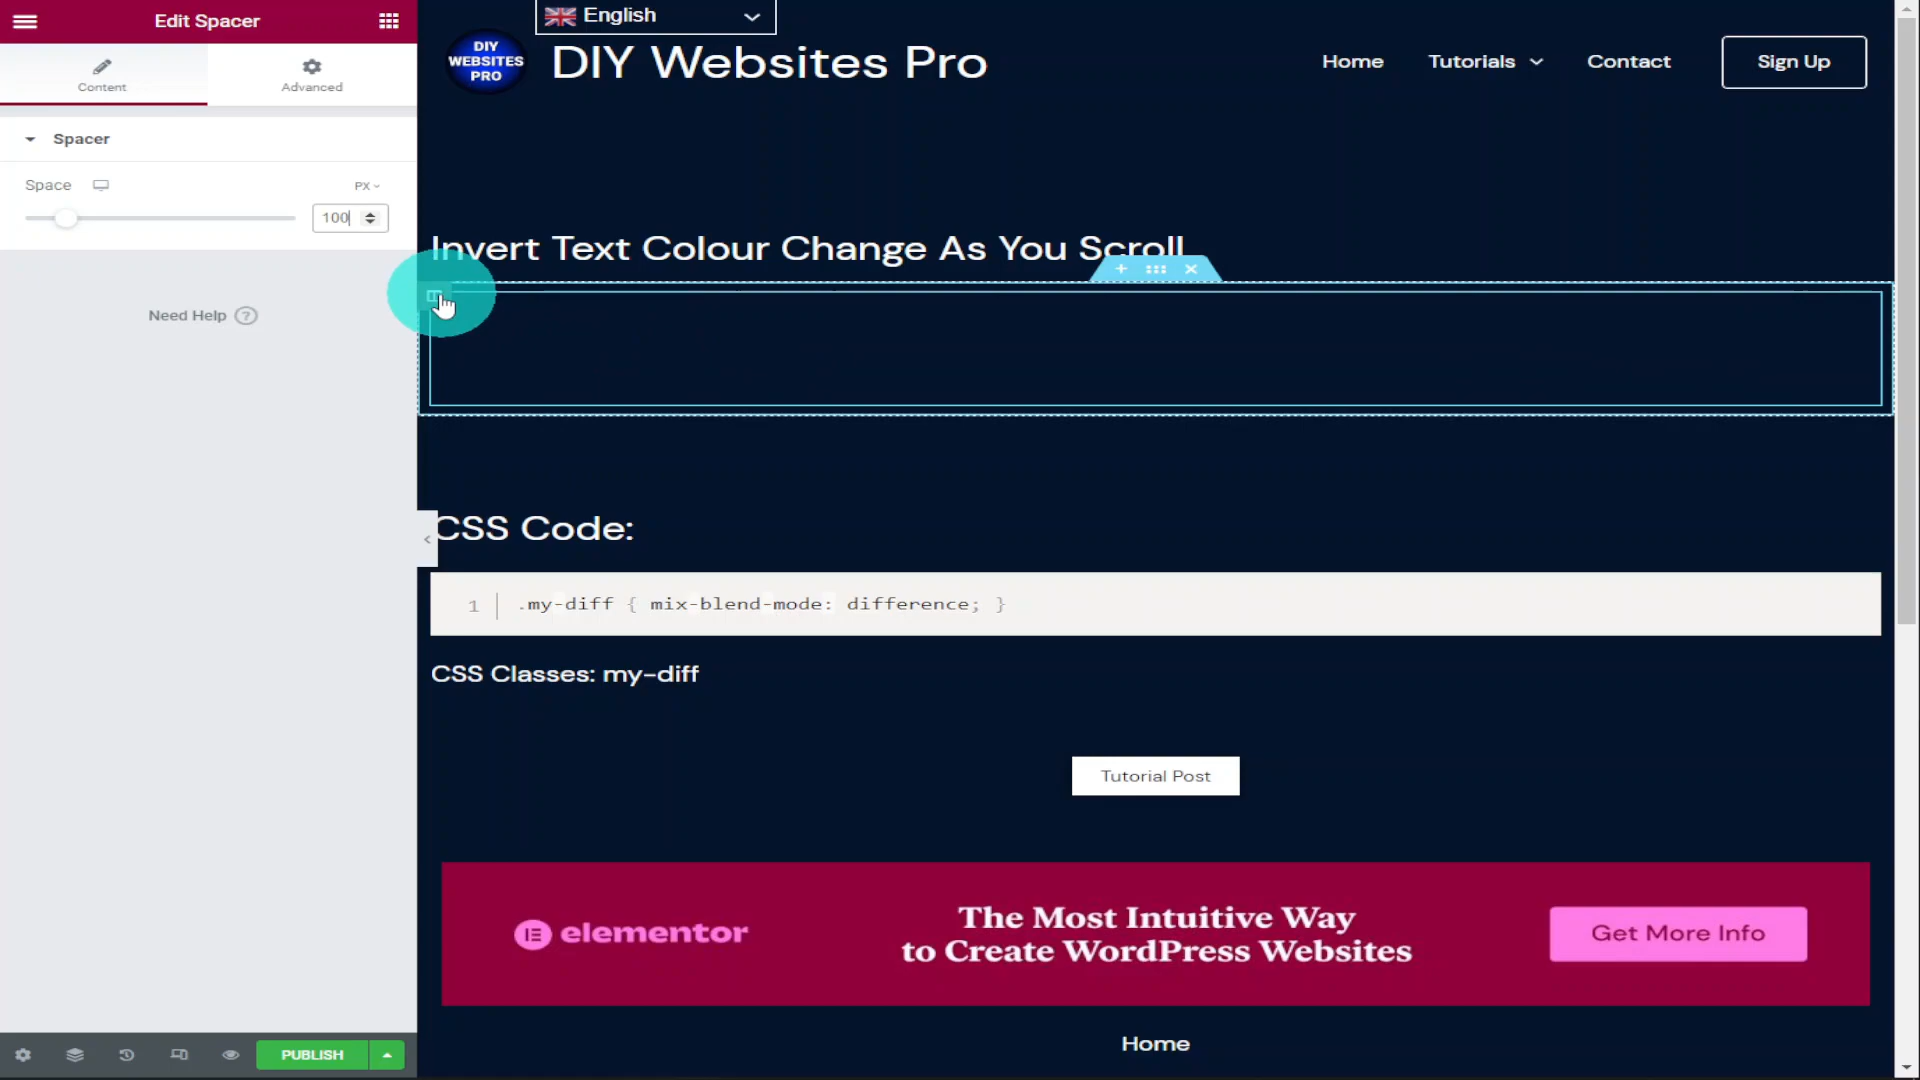 Edit Spacer
Content
Advanced
Spacer
Space
PX
100
Need Help ?
PUBLISH
English
DIY
WEBSITES
PRO
DIY Websites Pro
Home
Tutorials
Contact
Sign Up
Invert Text Colour Change As You Scroll
CSS Code:
1
.my-diff { mix-blend-mode: difference; }
CSS Classes: my-diff
Tutorial Post
elementor
The Most Intuitive Way
to Create WordPress Websites
Get More Info
Home